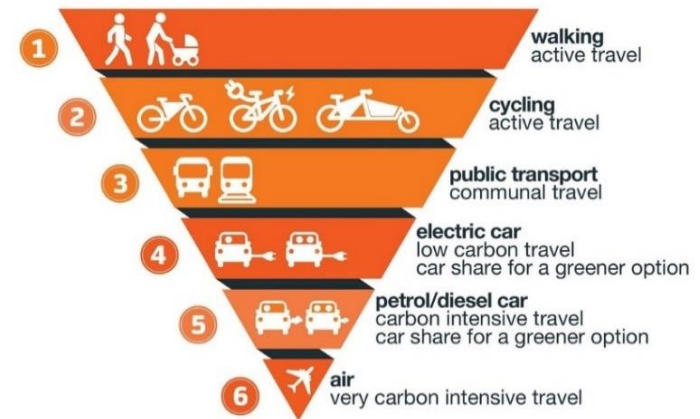 1
walking
active travel
2
cycling
active travel
3
public transport
communal travel
4
electric car
low carbon travel
car share for a greener option
5
petrol/diesel car
carbon intensive travel
car share for a greener option
6
air
very carbon intensive travel